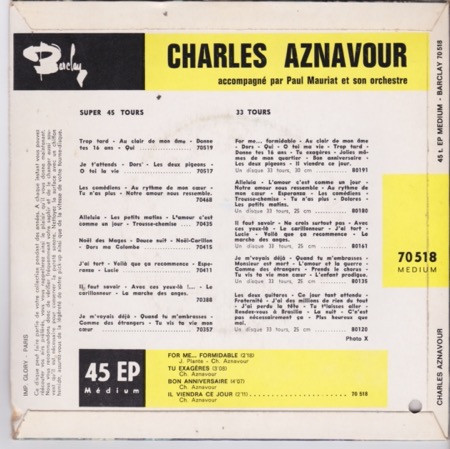 Barclay
CHARLES AZNAVOUR
accompagné par Paul Mauriat et son orchestre
SUPER 45 TOURS
Trop tard - Au clair de mon âme - Donne
tes 16 ans - Oui 70519
Je t'attends - Dors - Les deux pigeons -
O toi la vie 70517
Les comédiens - Au rythme de mon cœur -
Tu n'as plus - Notre amour nous ressemble.
70468
Alleluia - Les petits matins - L'amour c'est
comme un jour - Trousse-chemise 70435
Noël des Mages - Douce nuit - Noël-Carillon
- Dors ma Colombe 70415
J'ai tort - Voilà que ça recommence - Espe-
ranza - Lucie 70411
Il faut savoir - Avec ces yeux-là !... - Le
carillonneur - La marche des anges.
70388
Je m'voyais déjà - Quand tu m'embrasses -
Comme des étrangers - Tu vis ta vie mon
cœur 70357
33 TOURS
For me... formidable - Au clair de mon âme
- Dors - Qui - O toi ma vie - Trop tard -
Donne tes 16 ans - Tu exagères - Jolies mô-
mes de mon quartier - Bon anniversaire -
Les deux pigeons - Il viendra ce jour.
Un disque 33 tours, 30 cm 80191
Alleluia - L'amour c'est comme un jour -
Notre amour nous ressemble - Au rythme de
mon cœur - Esperanza - Les comédiens -
Trousse-chemise - Tu n'as plus - Dolores -
Les petits matins.
Un disque 33 tours, 25 cm 80180
Il faut savoir - Ne crois surtout pas - Avec
ces yeux-là - Le carillonneur - J'ai tort -
Lucie - Voilà que ça recommence - La
marche des anges.
Un disque 33 tours, 25 cm 80161
Je m'voyais déjà - Quand tu m'embrasses -
Monsieur est mort - L'amour et la guerre -
Comme des étrangers - Prends le chorus -
Tu vis ta vie mon cœur - L'enfant prodigue.
Un disque 33 tours, 25 cm 80135
Les deux guitares - Ce jour tant attendu -
Fraternité - J'ai des millions de rien du tout
- J'ai perdu la tête - Tu t'laisses aller -
Rendez-vous à Brasilia - La nuit - C'n'est
pas nécessairement ça - Plus heureux que
moi.
Un disque 33 tours, 25 cm 80120
Photo X
45 EP
Médium
FOR ME... FORMIDABLE (2'16)
J. Plante - Ch. Aznavour
TU EXAGÈRES (3'08)
Ch. Aznavour
BON ANNIVERSAIRE (4'07)
Ch. Aznavour
IL VIENDRA CE JOUR (2'11) 70 518
Ch. Aznavour
70518
MEDIUM
45 t. EP MEDIUM - BARCLAY 70518
CHARLES AZNAVOUR
IMP. GLORY - PARIS